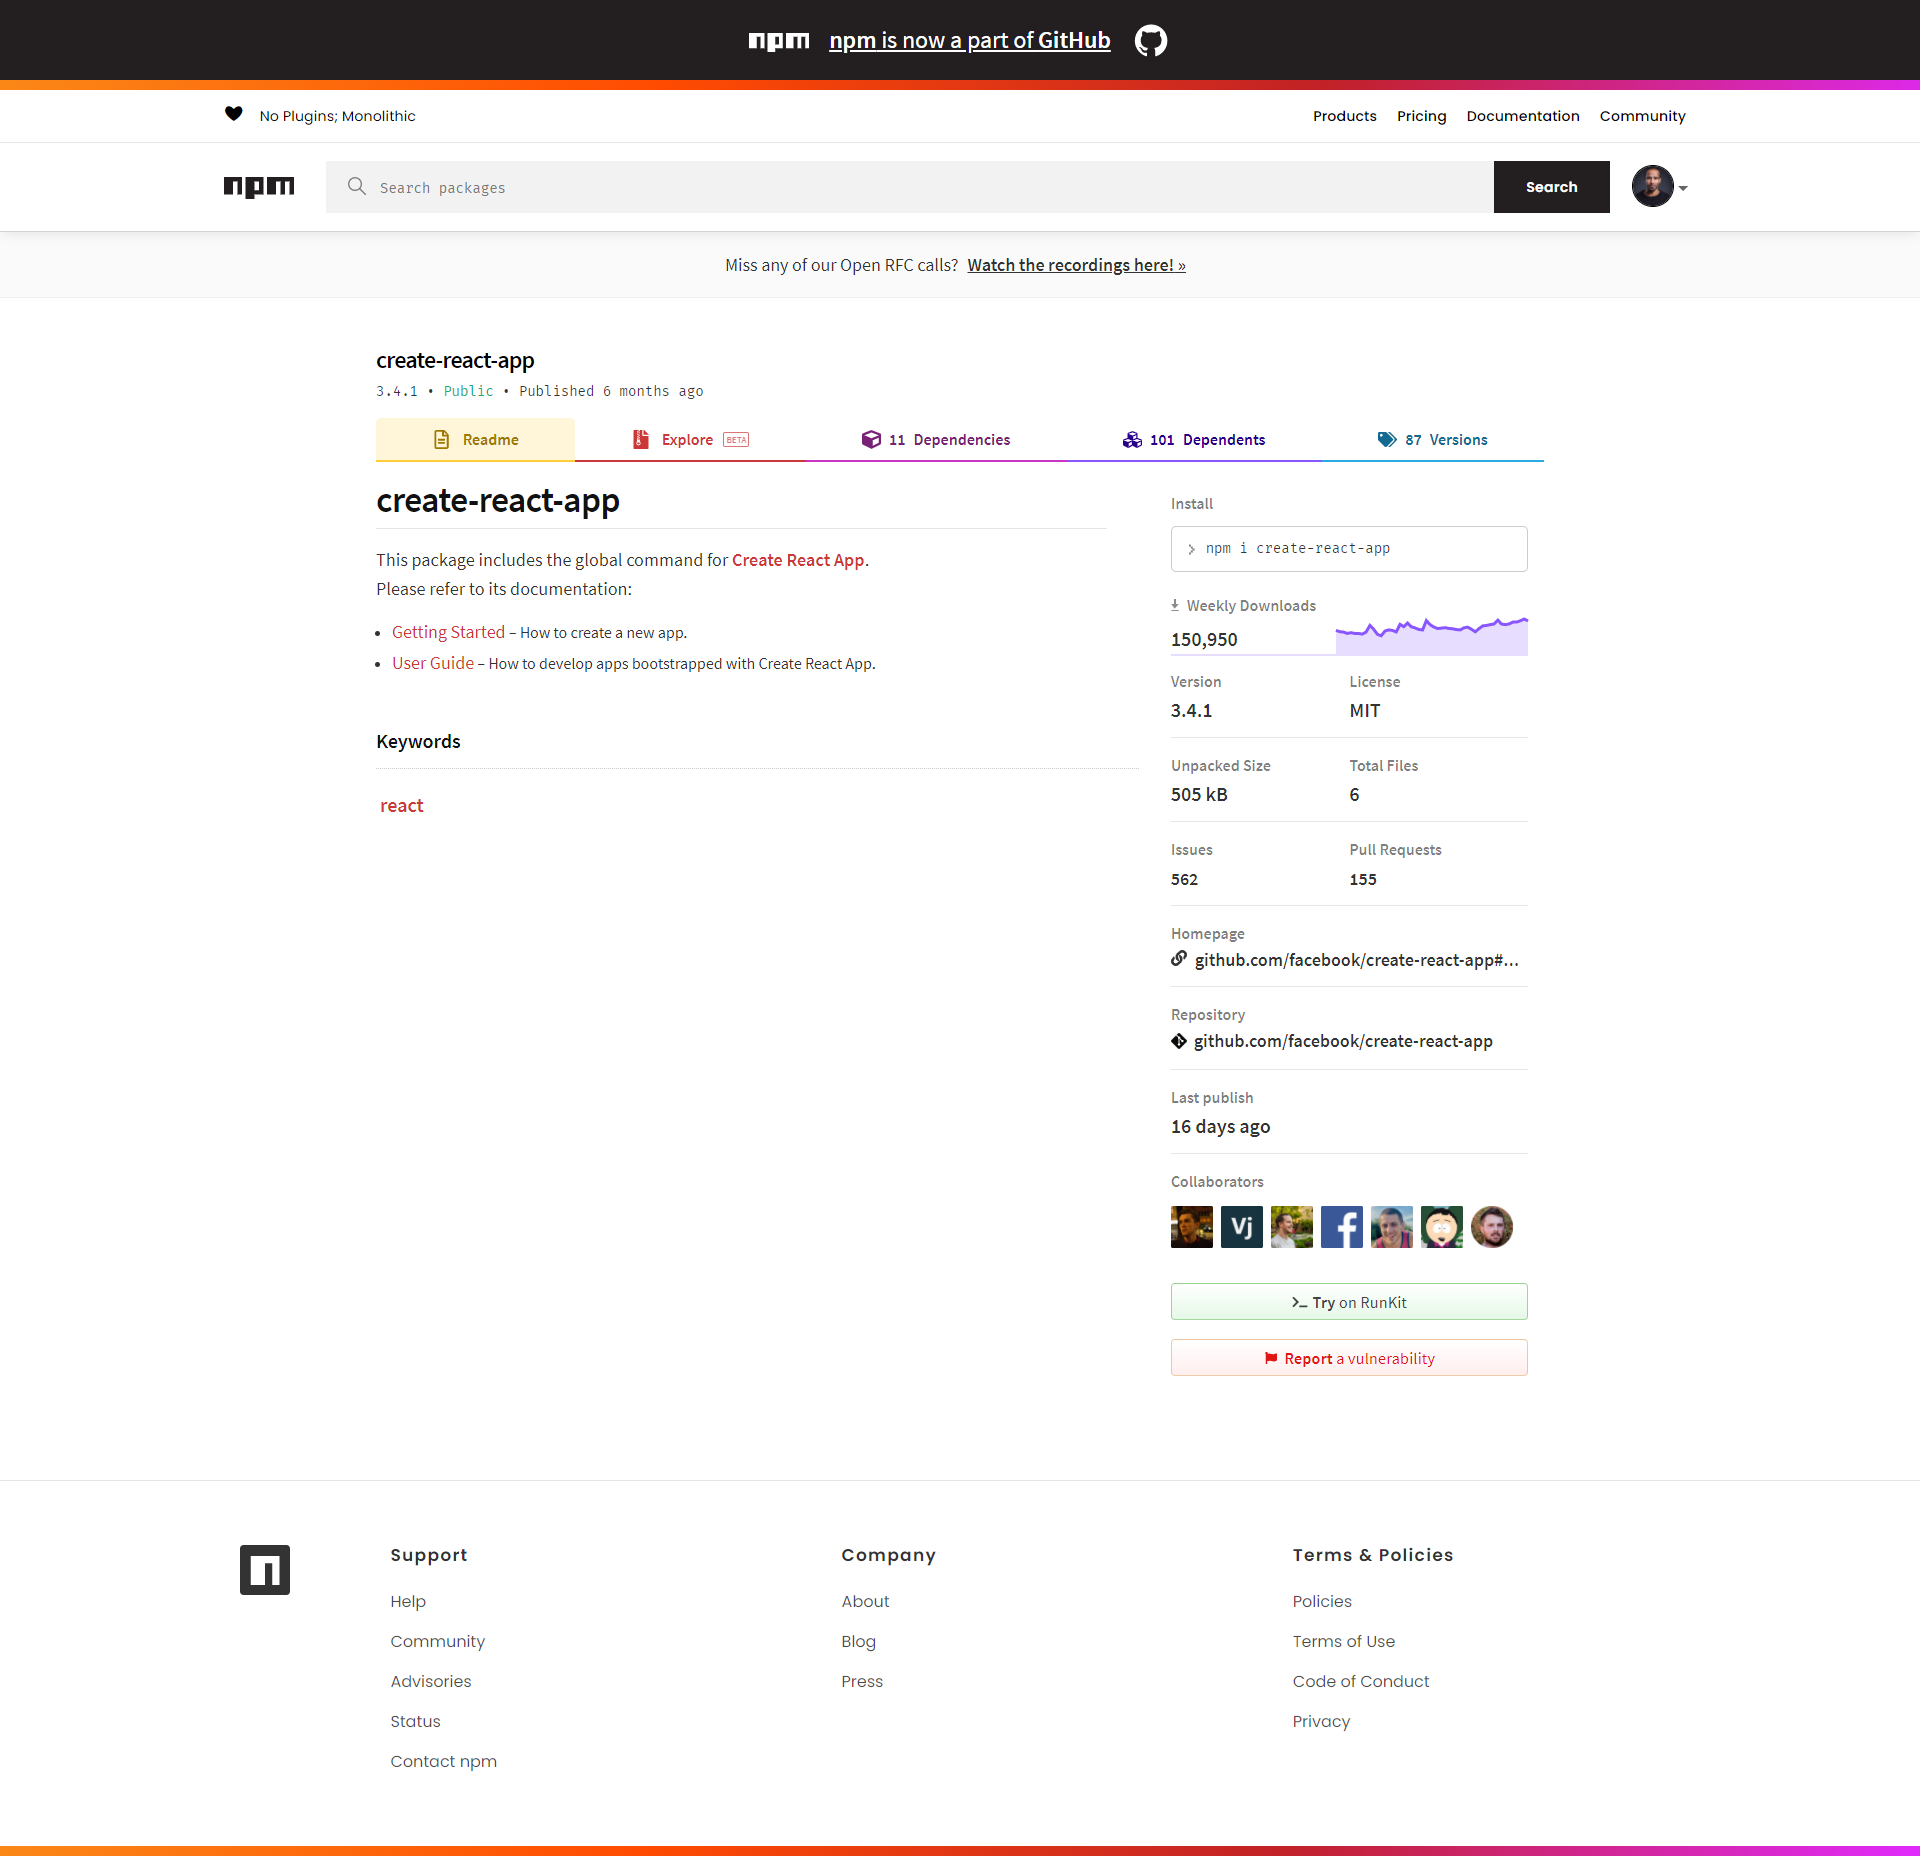 npm npm is now a part of GitHub
No Plugins; Monolithic Products Pricing Documentation Community
npm Search packages Search
Miss any of our Open RFC calls? Watch the recordings here! »
create-react-app
3.4.1 • Public • Published 6 months ago
Readme Explore BETA 11 Dependencies 101 Dependents 87 Versions
create-react-app
This package includes the global command for Create React App.
Please refer to its documentation:
• Getting Started – How to create a new app.
• User Guide – How to develop apps bootstrapped with Create React App.
Keywords
react
Install
> npm i create-react-app
Weekly Downloads
150,950
Version License
3.4.1 MIT
Unpacked Size Total Files
505 kB 6
Issues Pull Requests
562 155
Homepage
github.com/facebook/create-react-app#...
Repository
github.com/facebook/create-react-app
Last publish
16 days ago
Collaborators
Vj f
>_ Try on RunKit
Report a vulnerability
Support
Help
Community
Advisories
Status
Contact npm
Company
About
Blog
Press
Terms & Policies
Policies
Terms of Use
Code of Conduct
Privacy